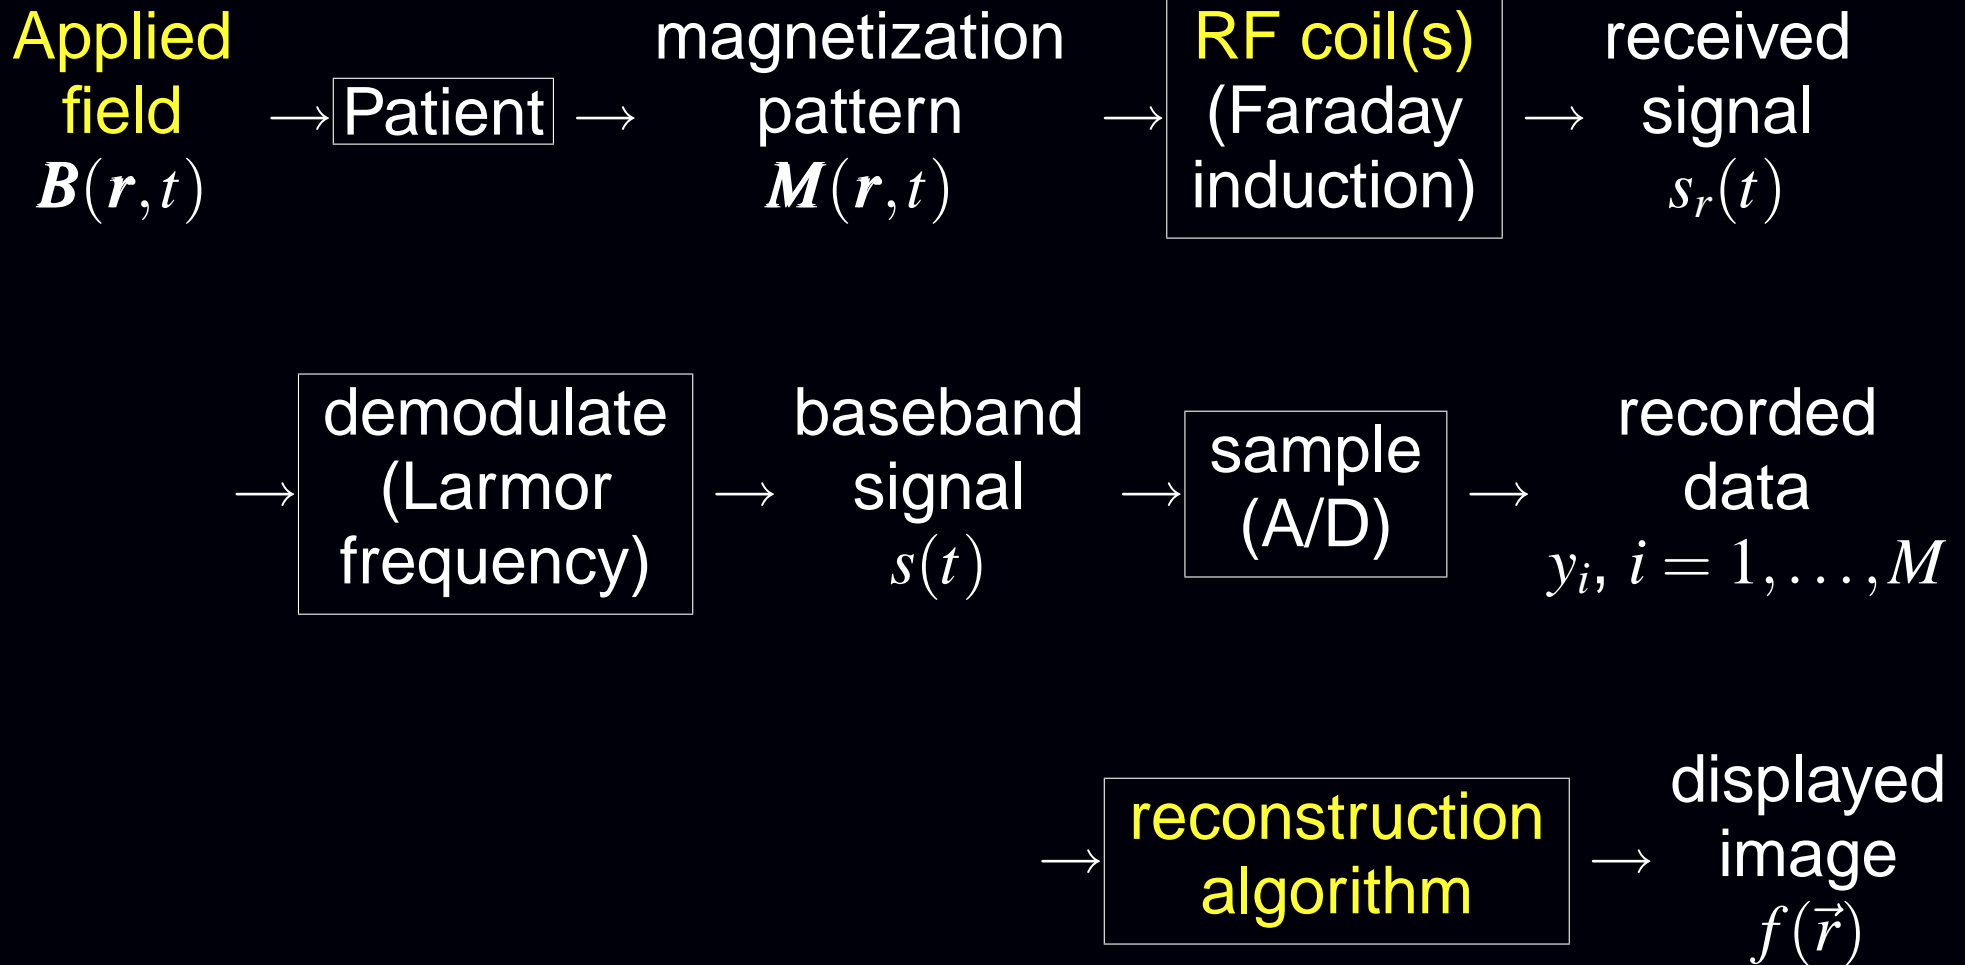 Applied field B(r,t) → Patient → magnetization pattern M(r,t) → RF coil(s) (Faraday induction) → received signal s_r(t)
→ demodulate (Larmor frequency) → baseband signal s(t) → sample (A/D) → recorded data y_i, i = 1,...,M
→ reconstruction algorithm → displayed image f(r⃗)